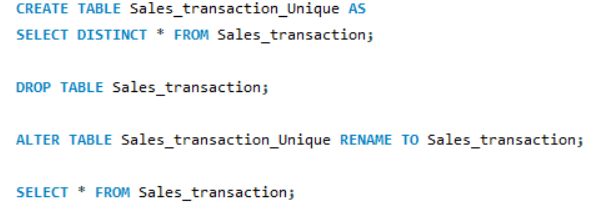 CREATE TABLE Sales_transaction_Unique AS
SELECT DISTINCT * FROM Sales_transaction;
DROP TABLE Sales_transaction;
ALTER TABLE Sales_transaction_Unique RENAME TO Sales_transaction;
SELECT * FROM Sales_transaction;